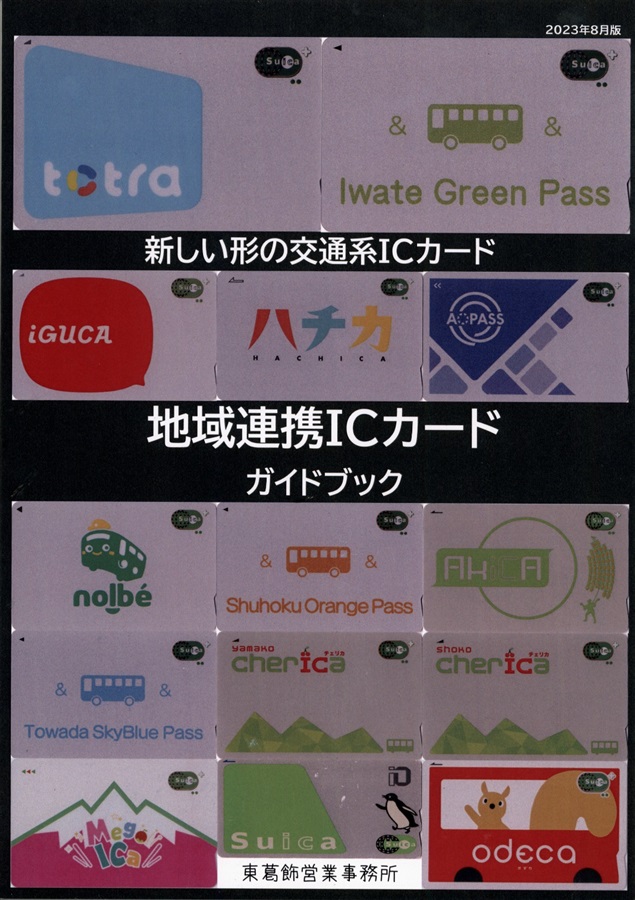 2023年8月版
Suica
totra
Suica
& &
Iwate Green Pass
新しい形の交通系ICカード
iGUCA
Suica
ハチカ
HACHICA
Suica
AOPASS
Suica
地域連携ICカード
ガイドブック
nolbé
Suica
& &
Shuhoku Orange Pass
Suica
AkiCA
Suica
& &
Towada SkyBlue Pass
Suica
yamako チェリカ
cherica
Suica
shoko チェリカ
cherica
Suica
Mego
ICa
Suica
iD
Suica
Suica
odeca
Suica
東葛飾営業事務所